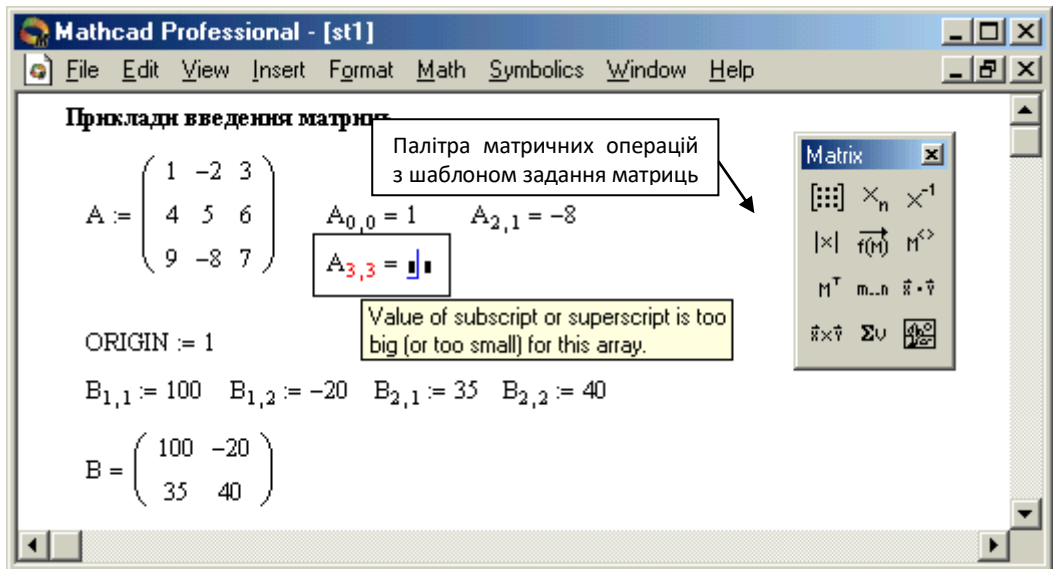 Mathcad Professional - [st1]
File Edit View Insert Format Math Symbolics Window Help
Приклади введення матриць
Палітра матричних операцій
з шаблоном задання матриць
Matrix
[:::] ×n ×⁻¹
|×| f(M) M<>
Mᵀ m..n x⃗·y⃗
x⃗×y⃗ Συ
A := ( 1 −2 3
4 5 6
9 −8 7 )
A0,0 = 1 A2,1 = −8
A3,3 =
Value of subscript or superscript is too
big (or too small) for this array.
ORIGIN := 1
B1,1 := 100 B1,2 := −20 B2,1 := 35 B2,2 := 40
B = ( 100 −20
35 40 )